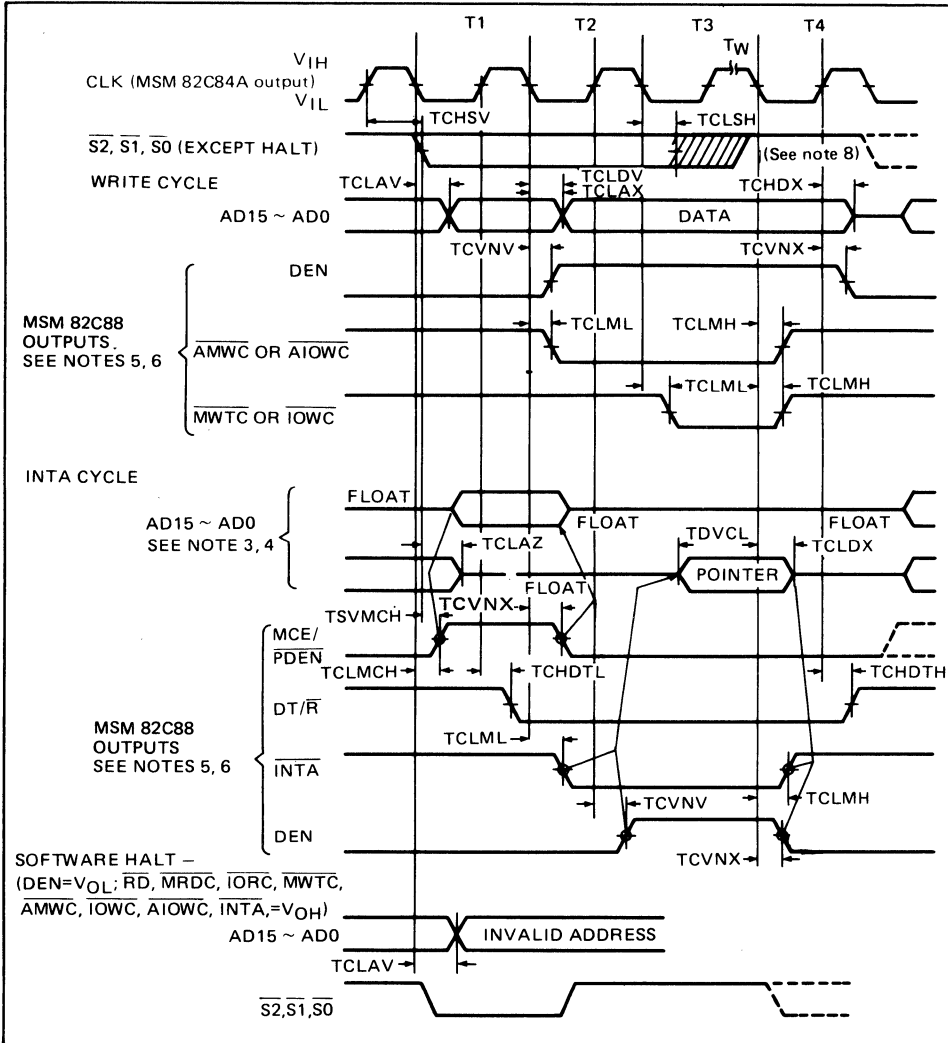 T1 T2 T3 T4
VIH
TW
CLK (MSM 82C84A output)
VIL
TCHSV
TCLSH
S2, S1, S0 (EXCEPT HALT)
(See note 8)
WRITE CYCLE
TCLAV
TCLDV
TCLAX
TCHDX
AD15 ~ AD0
DATA
TCVNV
TCVNX
DEN
MSM 82C88
OUTPUTS.
SEE NOTES 5, 6
TCLML
TCLMH
AMWC OR AIOWC
TCLML
TCLMH
MWTC OR IOWC
INTA CYCLE
FLOAT
AD15 ~ AD0
SEE NOTE 3, 4
FLOAT
FLOAT
TDVCL
TCLAZ
TCLDX
POINTER
FLOAT
TCVNX
TSVMCH
MCE/
PDEN
TCLMCH
TCHDTL
TCHDTH
DT/R
MSM 82C88
OUTPUTS
SEE NOTES 5, 6
TCLML
INTA
TCVNV
TCLMH
DEN
TCVNX
SOFTWARE HALT –
(DEN=VOL; RD, MRDC, IORC, MWTC,
AMWC, IOWC, AIOWC, INTA,=VOH)
AD15 ~ AD0
INVALID ADDRESS
TCLAV
S2,S1,S0